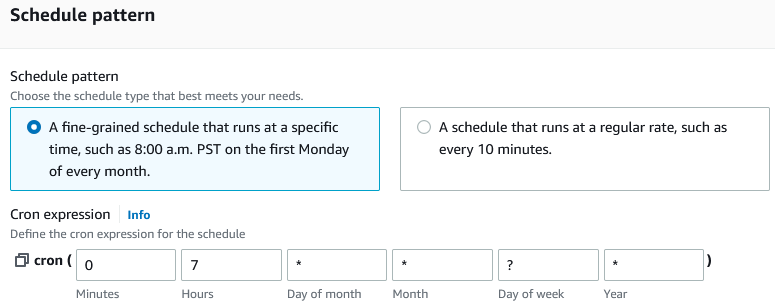 Schedule pattern
Schedule pattern
Choose the schedule type that best meets your needs.
A fine-grained schedule that runs at a specific
time, such as 8:00 a.m. PST on the first Monday
of every month.
A schedule that runs at a regular rate, such as
every 10 minutes.
Cron expression Info
Define the cron expression for the schedule
cron ( 0 7 * * ? * )
Minutes Hours Day of month Month Day of week Year